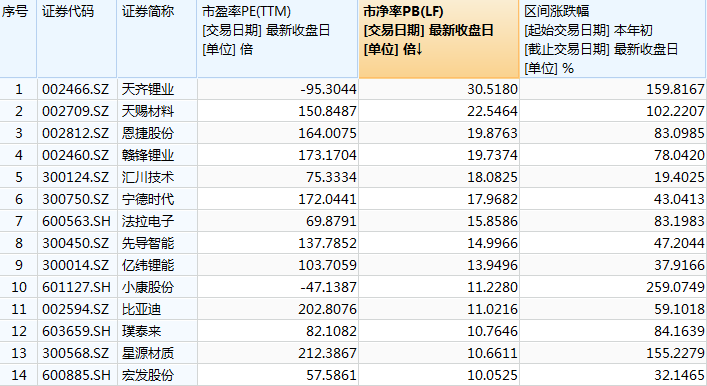 序号 证券代码 证券简称 市盈率PE(TTM) 市净率PB(LF) 区间涨跌幅
[交易日期] 最新收盘日 [交易日期] 最新收盘日 [起始交易日期] 本年初
[单位] 倍 [单位] 倍↓ [截止交易日期] 最新收盘日
[单位] %
1 002466.SZ 天齐锂业 -95.3044 30.5180 159.8167
2 002709.SZ 天赐材料 150.8487 22.5464 102.2207
3 002812.SZ 恩捷股份 164.0075 19.8763 83.0985
4 002460.SZ 赣锋锂业 173.1704 19.7374 78.0420
5 300124.SZ 汇川技术 75.3334 18.0825 19.4025
6 300750.SZ 宁德时代 172.0441 17.9682 43.0413
7 600563.SH 法拉电子 69.8791 15.8586 83.1983
8 300450.SZ 先导智能 137.7852 14.9966 47.2044
9 300014.SZ 亿纬锂能 103.7059 13.9496 37.9166
10 601127.SH 小康股份 -47.1387 11.2280 259.0749
11 002594.SZ 比亚迪 202.8076 11.0216 59.1018
12 603659.SH 璞泰来 82.1082 10.7646 84.1639
13 300568.SZ 星源材质 212.3867 10.6611 155.2279
14 600885.SH 宏发股份 57.5861 10.0525 32.1465